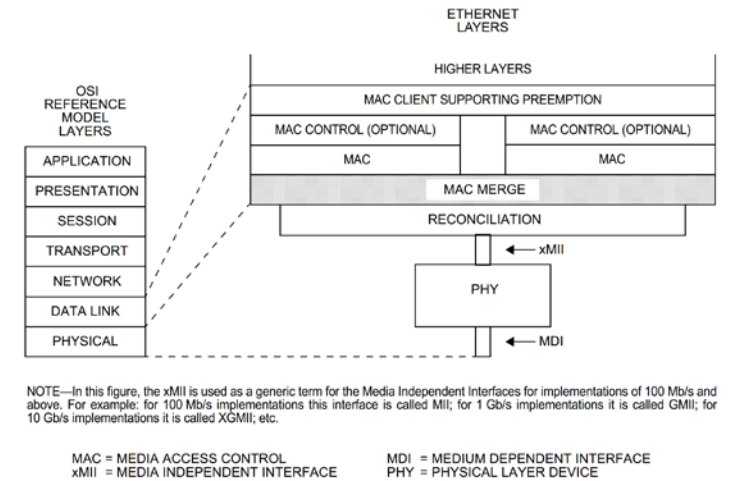 ETHERNET
LAYERS
OSI
REFERENCE
MODEL
LAYERS
APPLICATION
PRESENTATION
SESSION
TRANSPORT
NETWORK
DATA LINK
PHYSICAL
HIGHER LAYERS
MAC CLIENT SUPPORTING PREEMPTION
MAC CONTROL (OPTIONAL)
MAC CONTROL (OPTIONAL)
MAC
MAC
MAC MERGE
RECONCILIATION
xMII
PHY
MDI
NOTE—In this figure, the xMII is used as a generic term for the Media Independent Interfaces for implementations of 100 Mb/s and
above. For example: for 100 Mb/s implementations this interface is called MII; for 1 Gb/s implementations it is called GMII; for
10 Gb/s implementations it is called XGMII; etc.
MAC = MEDIA ACCESS CONTROL
xMII = MEDIA INDEPENDENT INTERFACE
MDI = MEDIUM DEPENDENT INTERFACE
PHY = PHYSICAL LAYER DEVICE